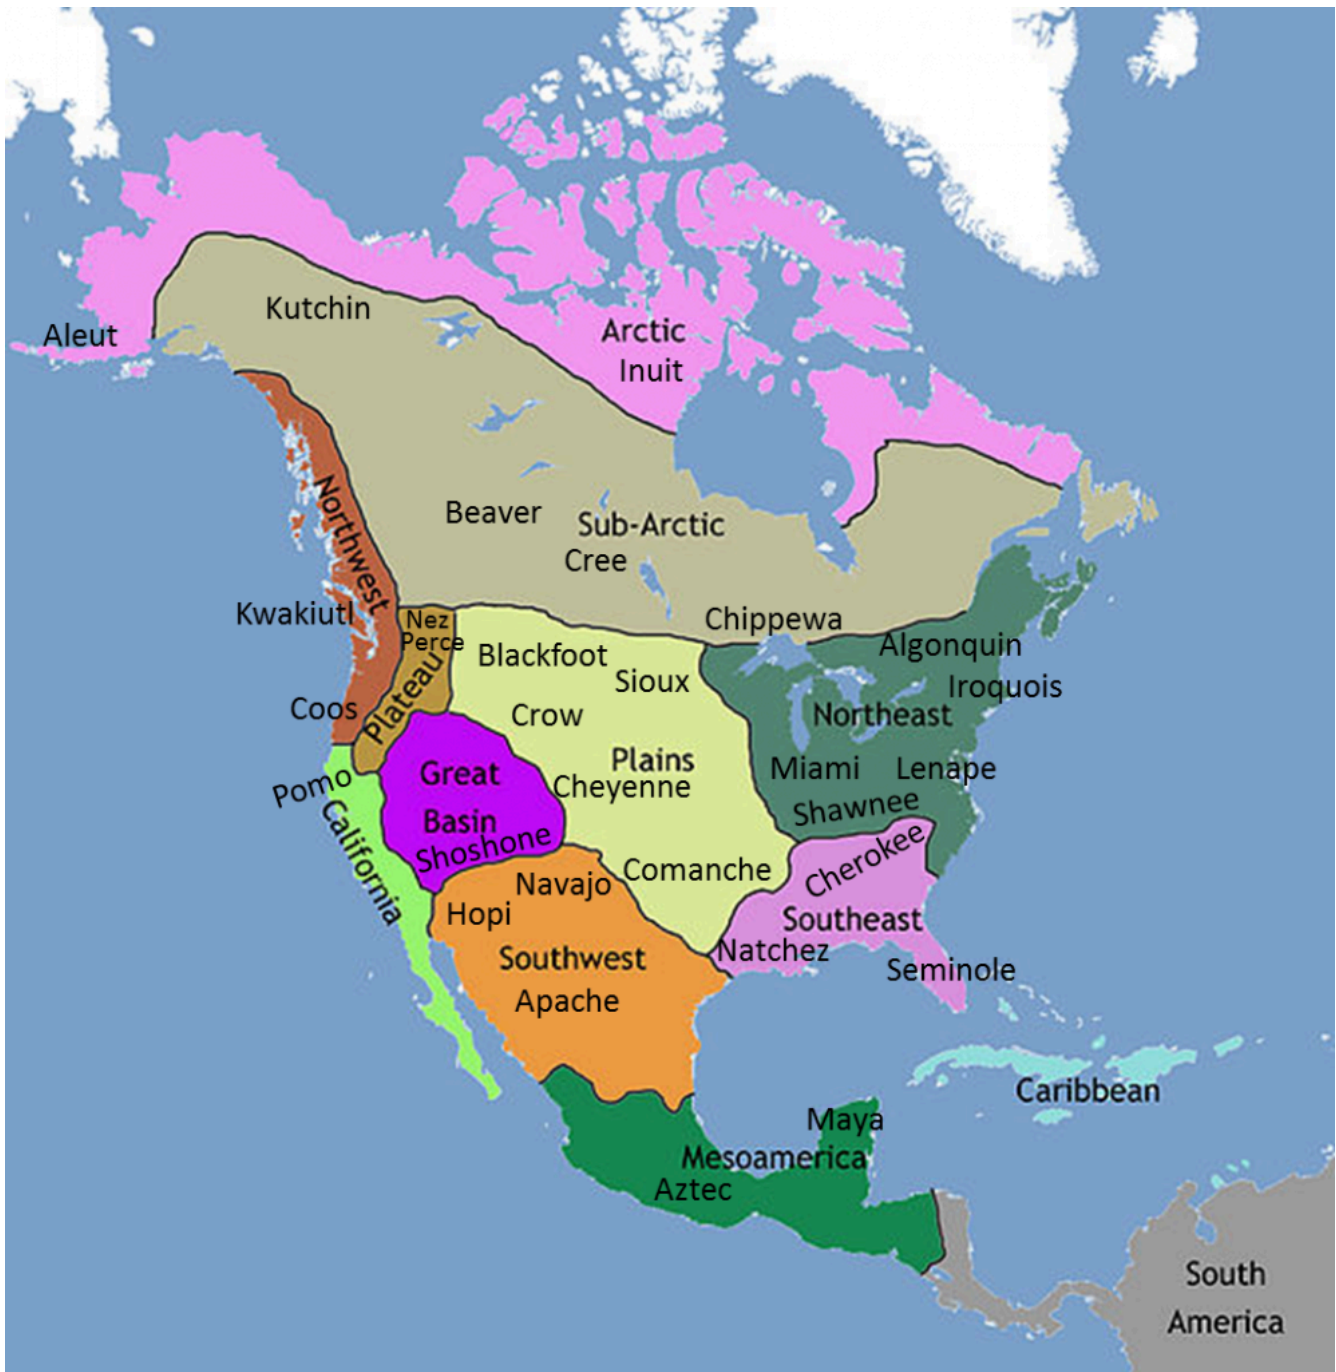 Kutchin
Aleut
Arctic
Inuit
Northwest
Beaver
Sub-Arctic
Cree
Kwakiutl
Nez
Perce
Chippewa
Algonquin
Blackfoot
Sioux
Iroquois
Coos
Plateau
Crow
Northeast
Plains
Pomo
Great
Basin
Shoshone
Cheyenne
Miami
Lenape
Shawnee
California
Comanche
Cherokee
Navajo
Hopi
Southeast
Natchez
Southwest
Seminole
Apache
Caribbean
Maya
Mesoamerica
Aztec
South
America